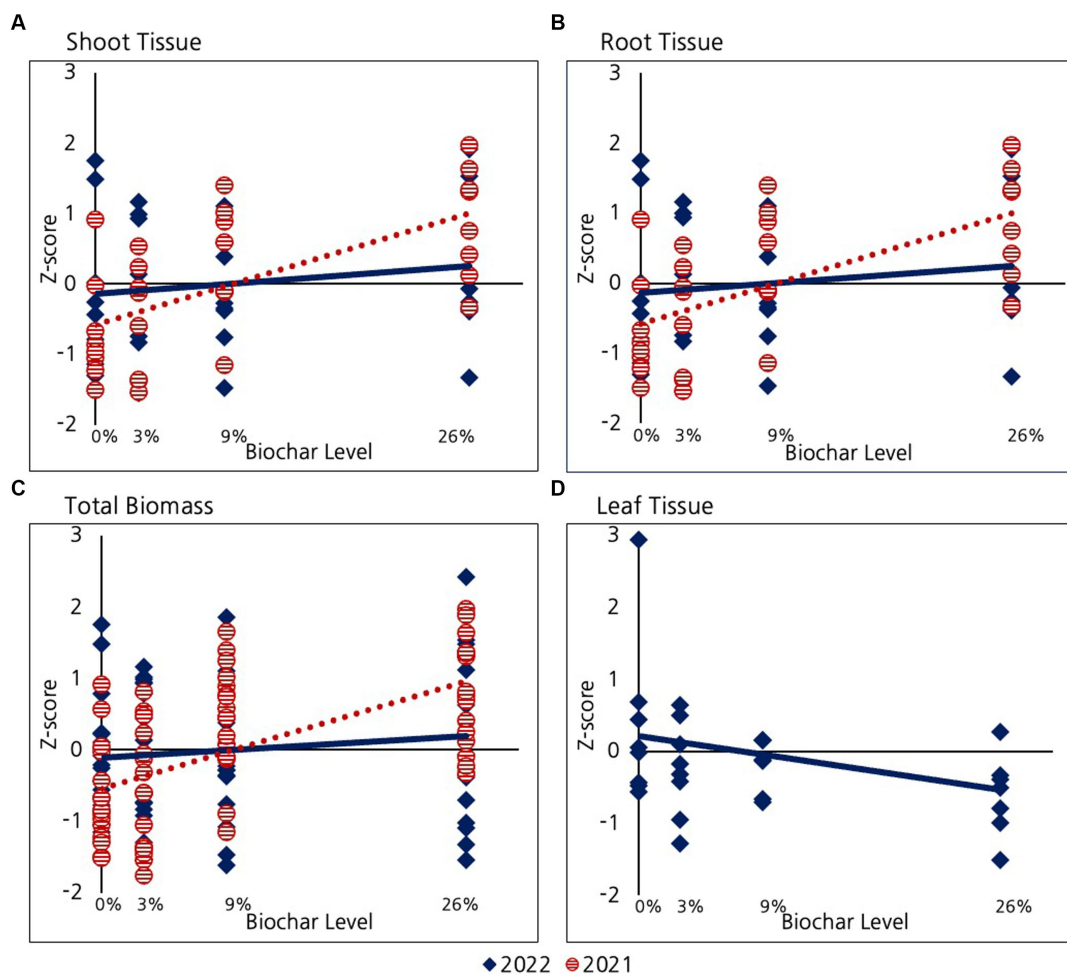 A
Shoot Tissue
3
2
1
0
-1
-2
Z-score
0% 3% 9% 26%
Biochar Level
B
Root Tissue
3
2
1
0
-1
-2
Z-score
0% 3% 9% 26%
Biochar Level
C
Total Biomass
3
2
1
0
-1
-2
Z-score
0% 3% 9% 26%
Biochar Level
D
Leaf Tissue
3
2
1
0
-1
-2
Z-score
0% 3% 9% 26%
Biochar Level
2022 2021